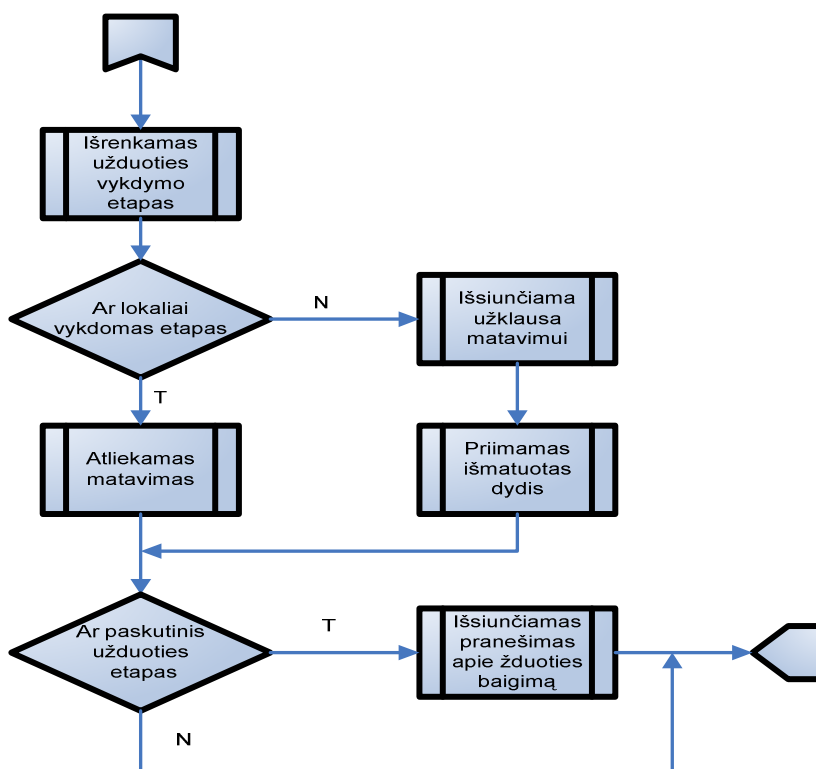 Išrenkamas
užduoties
vykdymo
etapas
Ar lokaliai
vykdomas etapas
N
Išsiunčiama
užklausa
matavimui
T
Atliekamas
matavimas
Priimamas
išmatuotas
dydis
Ar paskutinis
užduoties
etapas
T
Išsiunčiamas
pranešimas
apie žduoties
baigimą
N